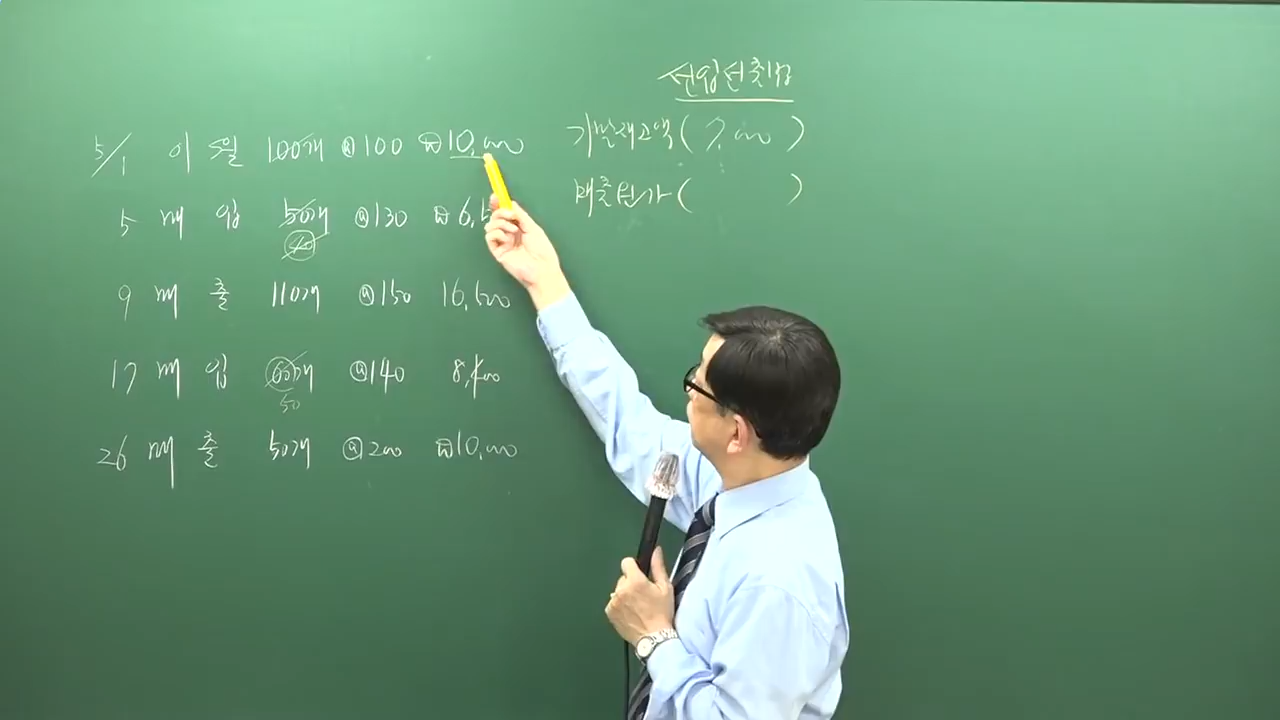 선입선출법
5/1 이월 100개 @100 ₩10,000
기말재고액( 7,000 )
5 매입 50개 @130 ₩6,5
40
매출원가( )
9 매출 110개 @150 16,500
17 매입 60개 @140 8,400
50
26 매출 50개 @200 ₩10,000